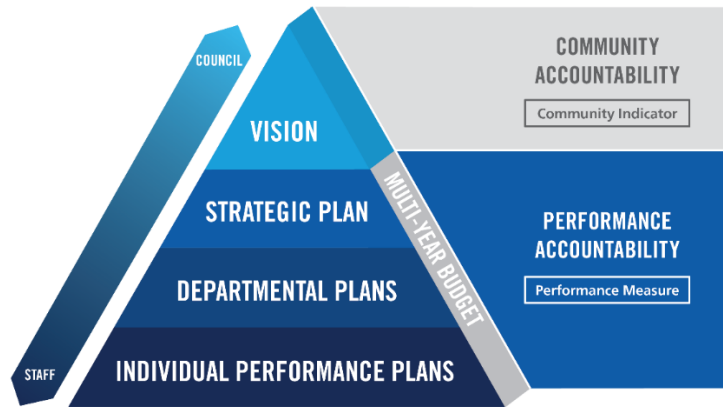 COUNCIL
VISION
STRATEGIC PLAN
DEPARTMENTAL PLANS
INDIVIDUAL PERFORMANCE PLANS
STAFF
MULTI-YEAR BUDGET
COMMUNITY
ACCOUNTABILITY
Community Indicator
PERFORMANCE
ACCOUNTABILITY
Performance Measure